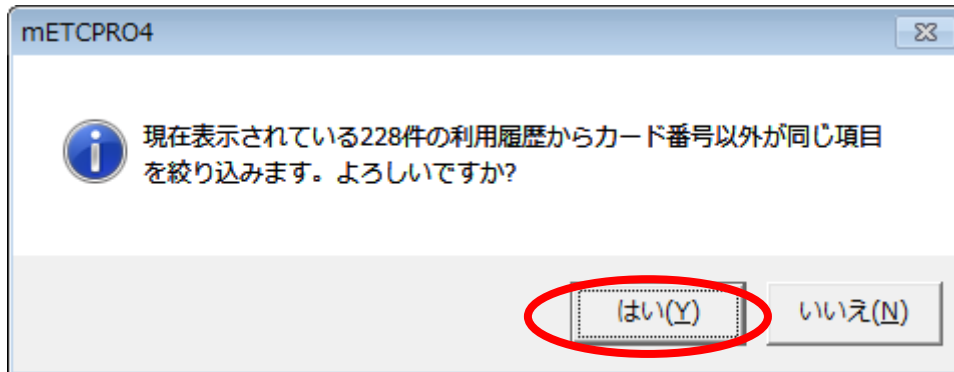 mETCPRO4
現在表示されている228件の利用履歴からカード番号以外が同じ項目
を絞り込みます。よろしいですか?
はい(Y)
いいえ(N)